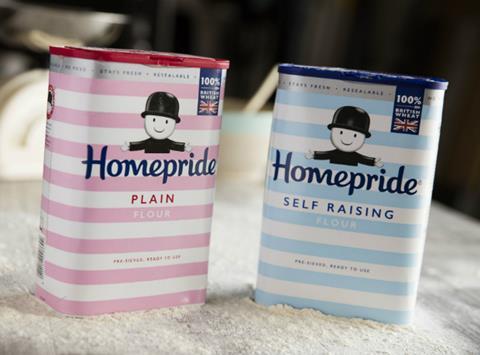 STAYS FRESH • RESEALABLE •
100%
BRITISH
WHEAT
Homepride
PLAIN
FLOUR
PRE-SIEVED, READY TO USE
STAYS FRESH • RESEALABLE •
100%
BRITISH
WHEAT
Homepride
SELF RAISING
FLOUR
PRE-SIEVED, READY TO USE